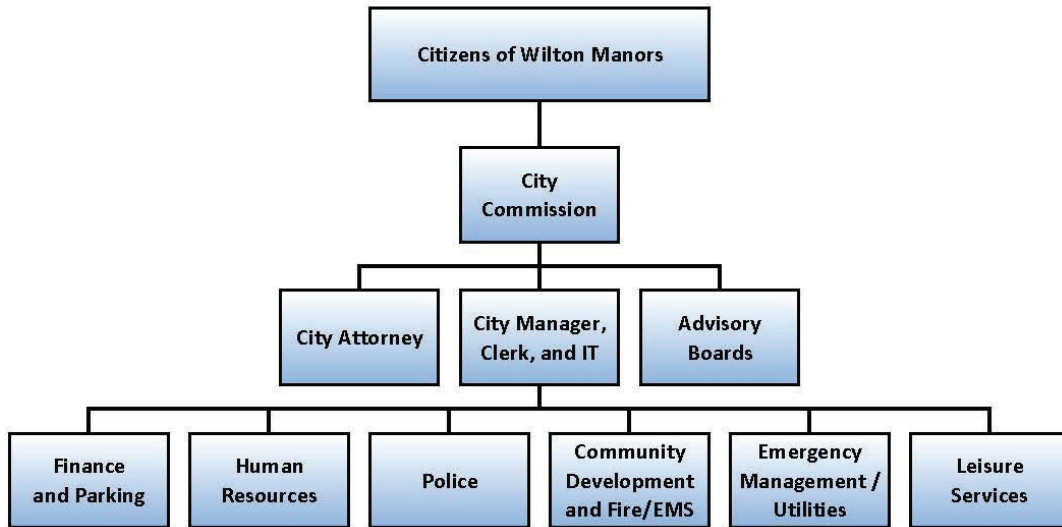 Citizens of Wilton Manors
City
Commission
City Attorney
City Manager,
Clerk, and IT
Advisory
Boards
Finance
and Parking
Human
Resources
Police
Community
Development
and Fire/EMS
Emergency
Management /
Utilities
Leisure
Services